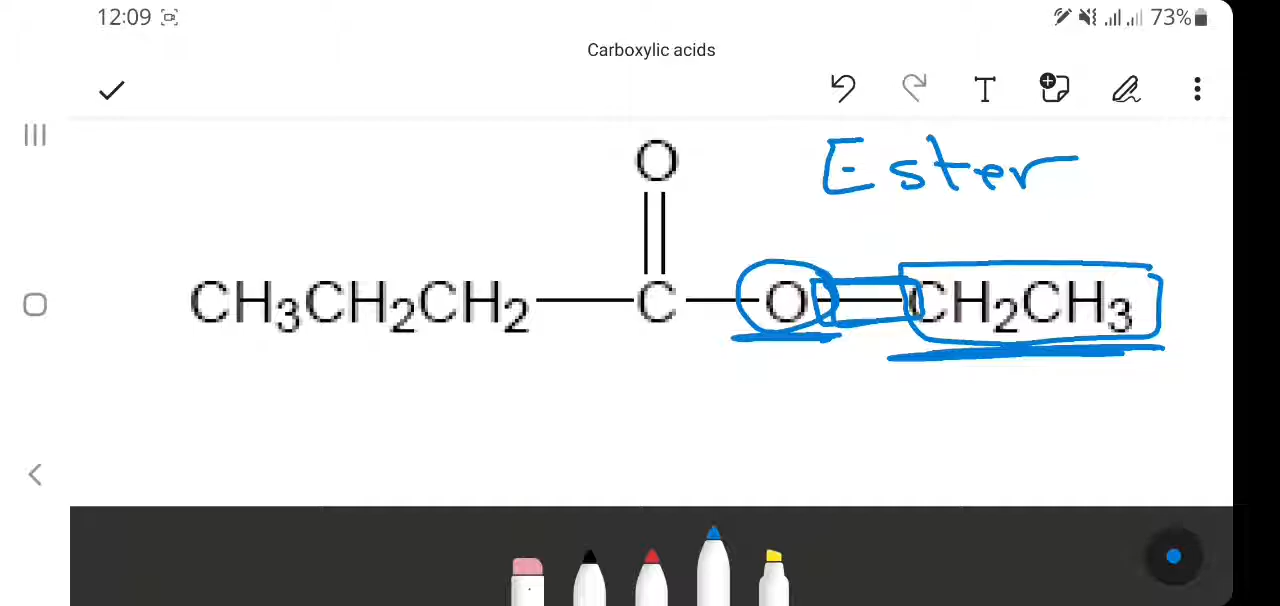 12:09 73%
Carboxylic acids
T
O Ester
CH₃CH₂CH₂—C—O—CH₂CH₃